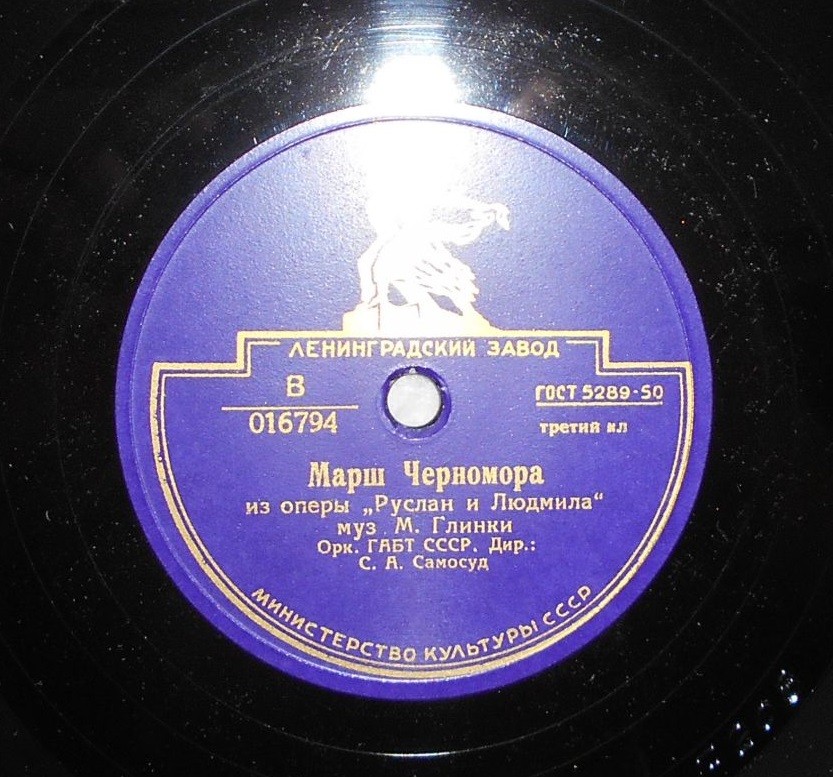 ЛЕНИНГРАДСКИЙ ЗАВОД
В
016794
ГОСТ 5289-50
третий кл
Марш Черномора
из оперы „Руслан и Людмила“
муз М. Глинки
Орк. ГАБТ СССР. Дир.:
С. А. Самосуд
МИНИСТЕРСТВО КУЛЬТУРЫ СССР